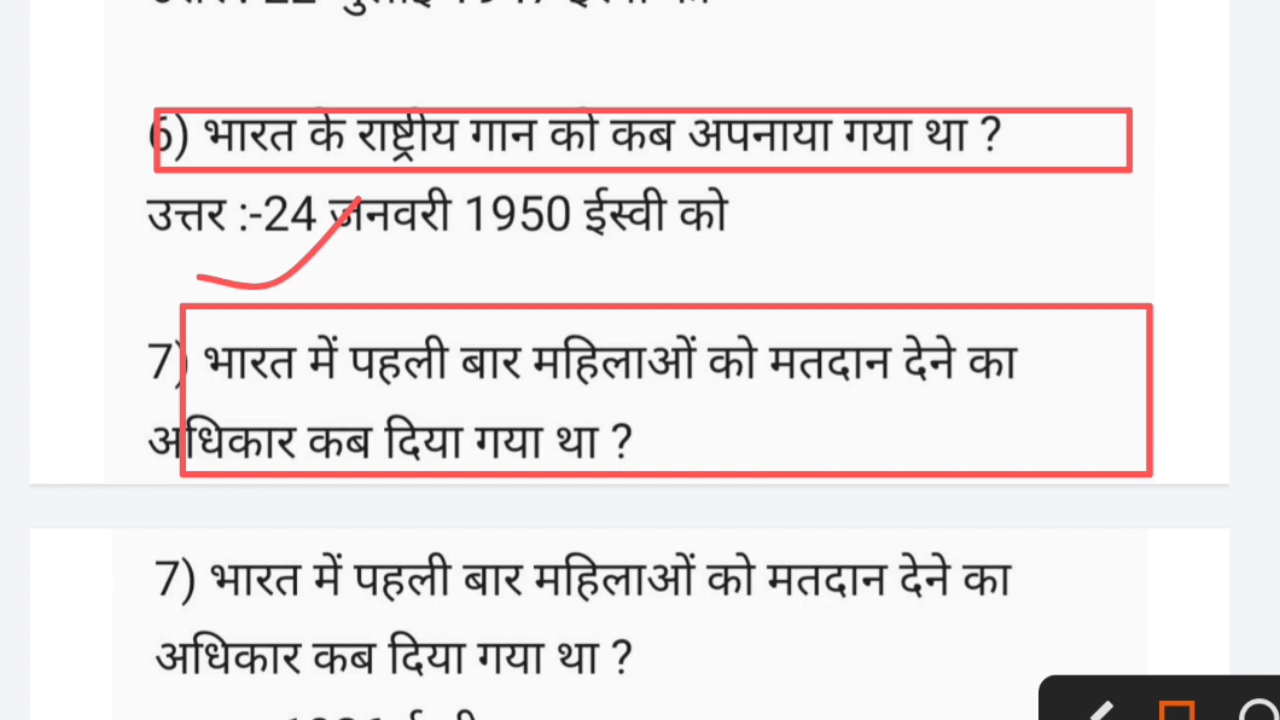 6) भारत के राष्ट्रीय गान को कब अपनाया गया था ?
उत्तर :-24 जनवरी 1950 ईस्वी को
7) भारत में पहली बार महिलाओं को मतदान देने का
अधिकार कब दिया गया था ?
7) भारत में पहली बार महिलाओं को मतदान देने का
अधिकार कब दिया गया था ?